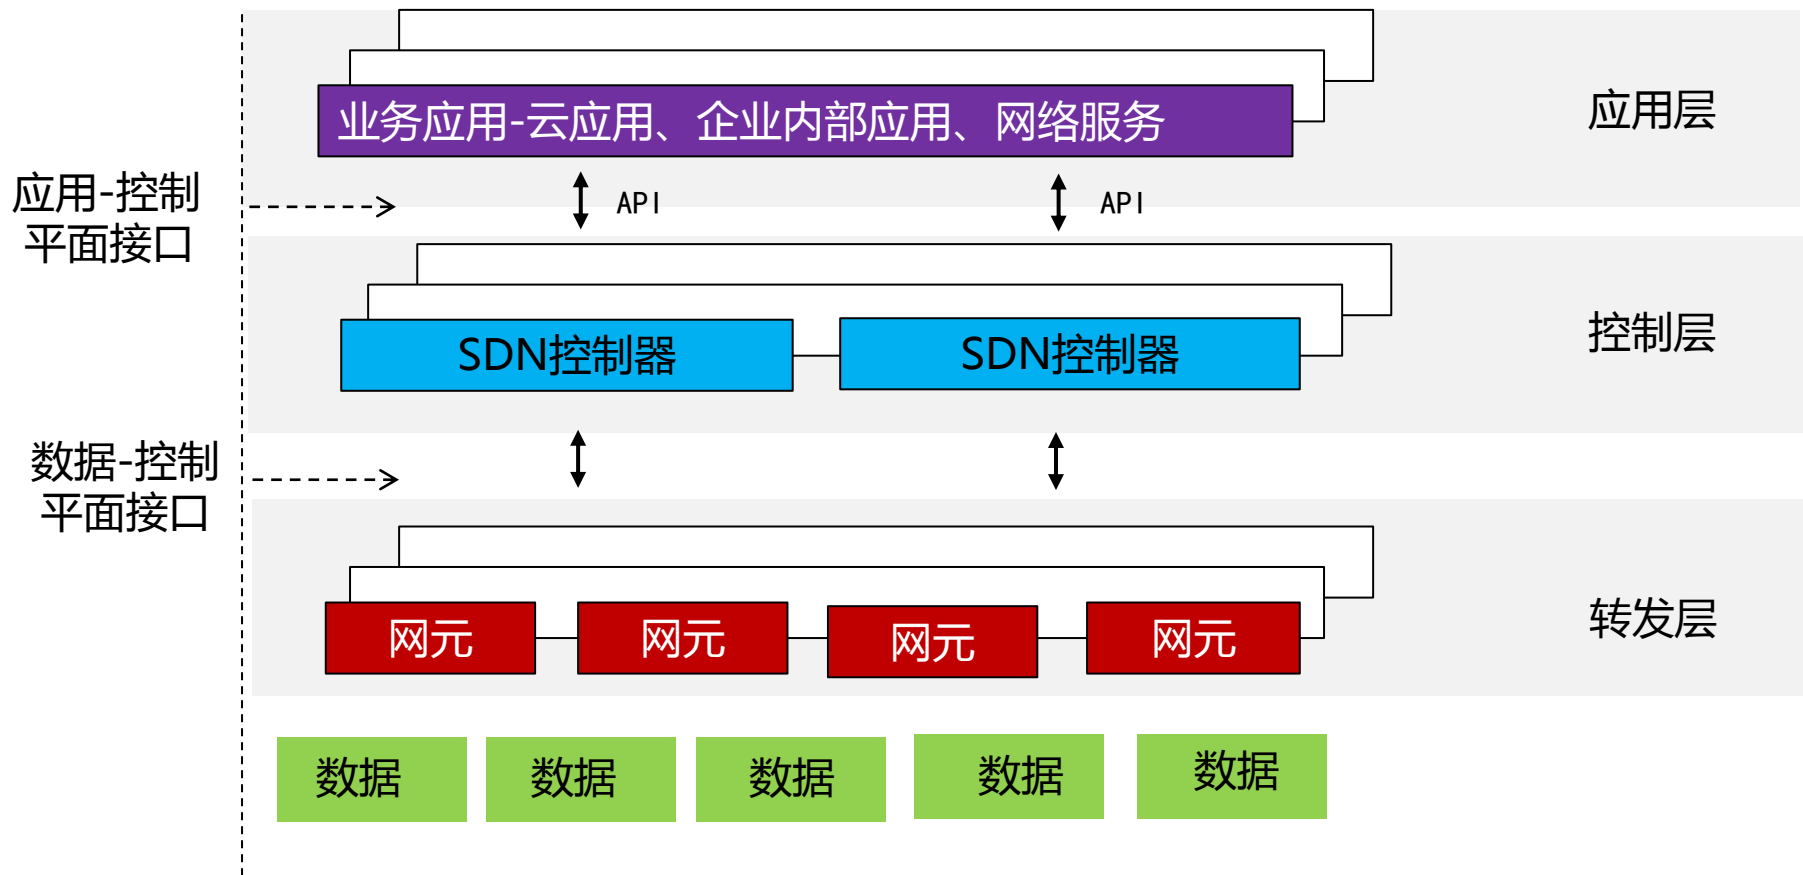 业务应用-云应用、企业内部应用、网络服务
应用层
应用-控制
平面接口
API
API
SDN控制器
SDN控制器
控制层
数据-控制
平面接口
网元
网元
网元
网元
转发层
数据
数据
数据
数据
数据